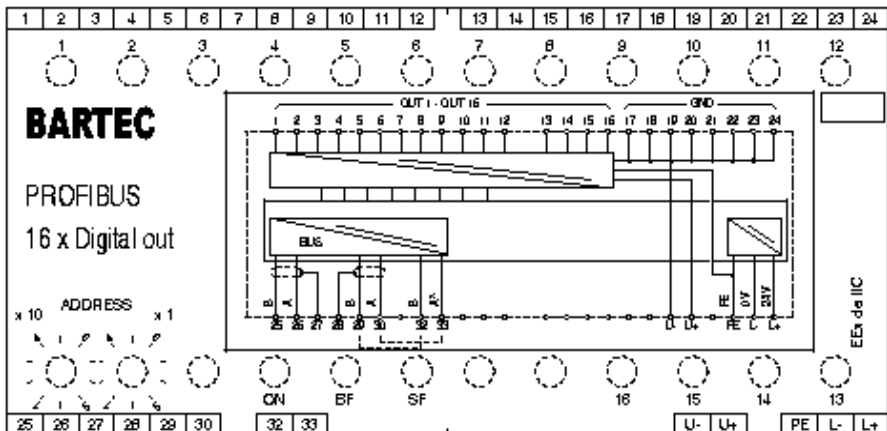 1 2 3 4 5 6 7 8 9 10 11 12 13 14 15 16 17 18 19 20 21 22 23 24
1 2 3 4 5 6 7 8 9 10 11 12
OUT 1 - OUT 16 GND
1 2 3 4 5 6 7 8 9 10 11 12 13 14 15 16 17 18 19 20 21 22 23 24
BARTEC
PROFIBUS
16 x Digital out
BUS
B A B A B A PE 0V 24V
25 26 27 28 29 30 32 33 U- U+ PE L- L+
ADDRESS
x 10 x 1
EEx de IIC
ON BF SF 16 15 14 13
25 26 27 28 29 30 32 33 U- U+ PE L- L+